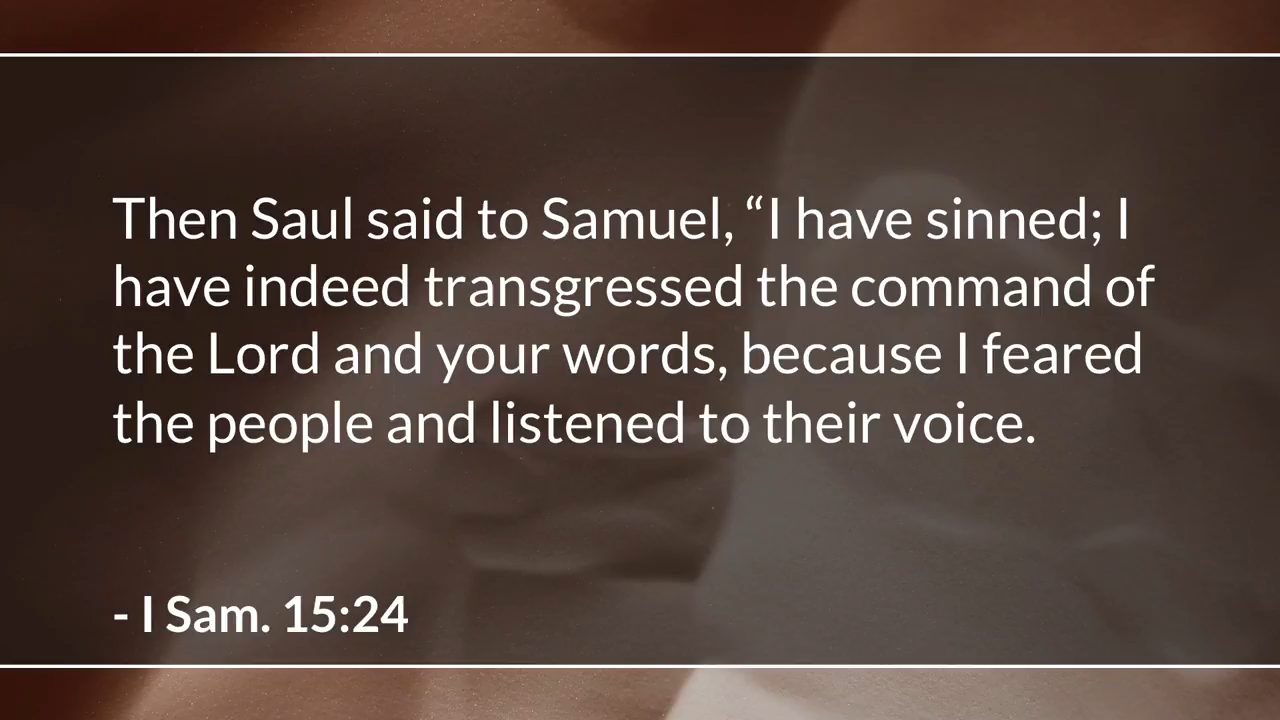 Then Saul said to Samuel, “I have sinned; I
have indeed transgressed the command of
the Lord and your words, because I feared
the people and listened to their voice.
- I Sam. 15:24